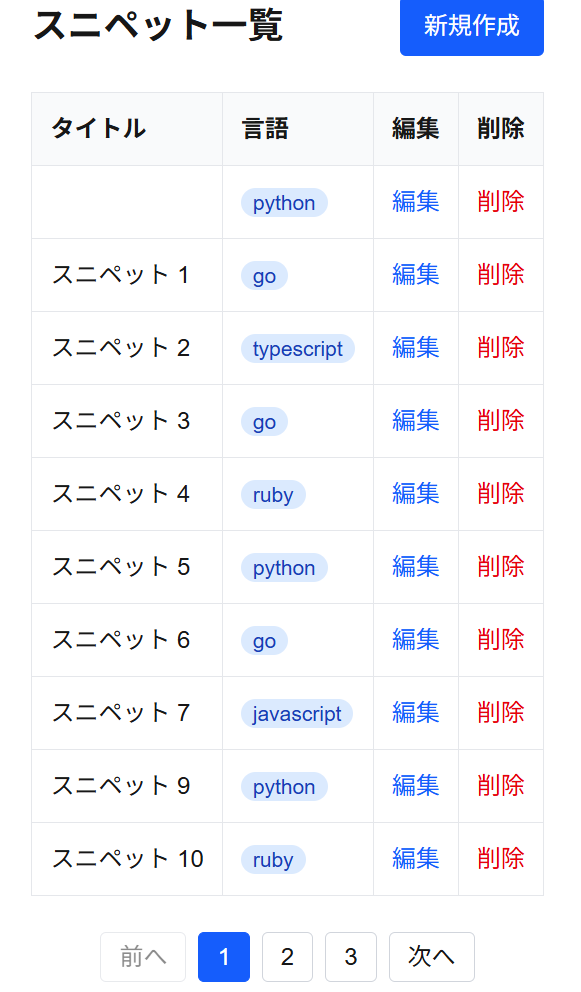 スニペット一覧 新規作成
タイトル 言語 編集 削除
python 編集 削除
スニペット 1 go 編集 削除
スニペット 2 typescript 編集 削除
スニペット 3 go 編集 削除
スニペット 4 ruby 編集 削除
スニペット 5 python 編集 削除
スニペット 6 go 編集 削除
スニペット 7 javascript 編集 削除
スニペット 9 python 編集 削除
スニペット 10 ruby 編集 削除
前へ 1 2 3 次へ